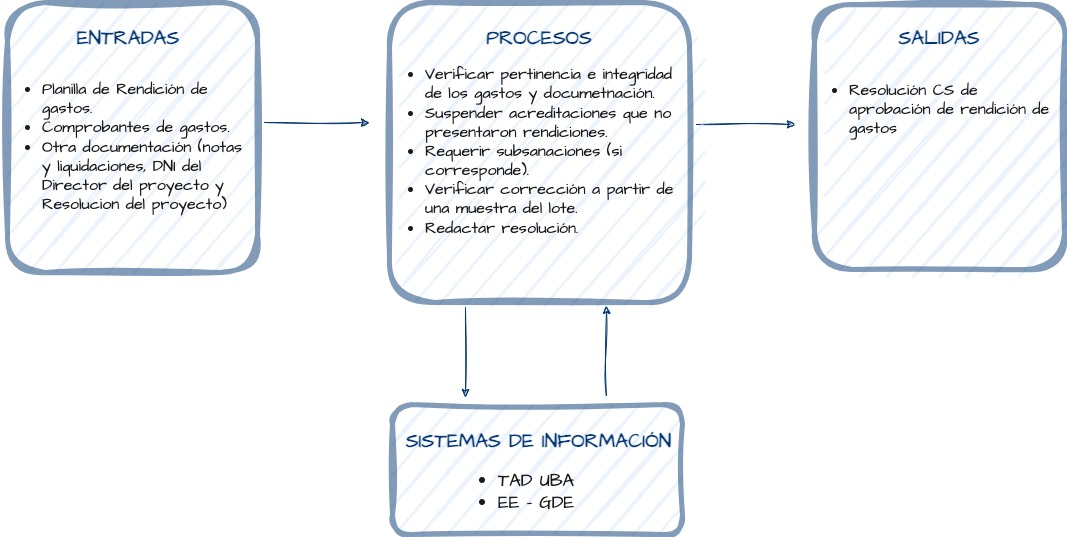 ENTRADAS
• Planilla de Rendición de
gastos.
• Comprobantes de gastos.
• Otra documentación (notas
y liquidaciones, DNI del
Director del proyecto y
Resolucion del proyecto)
PROCESOS
• Verificar pertinencia e integridad
de los gastos y documetnación.
• Suspender acreditaciones que no
presentaron rendiciones.
• Requerir subsanaciones (si
corresponde).
• Verificar corrección a partir de
una muestra del lote.
• Redactar resolución.
SALIDAS
• Resolución CS de
aprobación de rendición de
gastos
SISTEMAS DE INFORMACIÓN
• TAD UBA
• EE - GDE